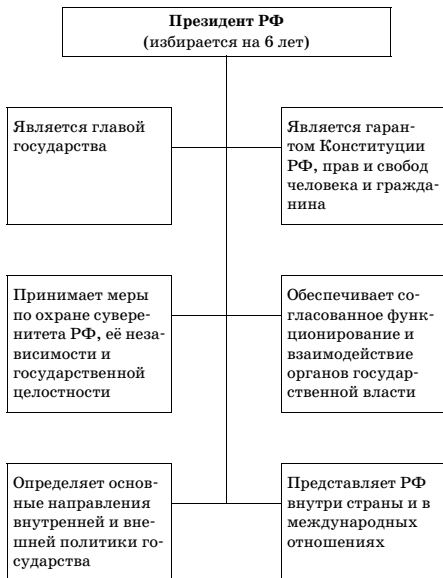 Президент РФ
(избирается на 6 лет)
Является главой
государства
Является гаран-
том Конституции
РФ, прав и свобод
человека и гражда-
нина
Принимает меры
по охране сувере-
нитета РФ, её неза-
висимости и
государственной
целостности
Обеспечивает со-
гласованное функ-
ционирование и
взаимодействие
органов государ-
ственной власти
Определяет основ-
ные направления
внутренней и вне-
шней политики го-
сударства
Представляет РФ
внутри страны и в
международных
отношениях